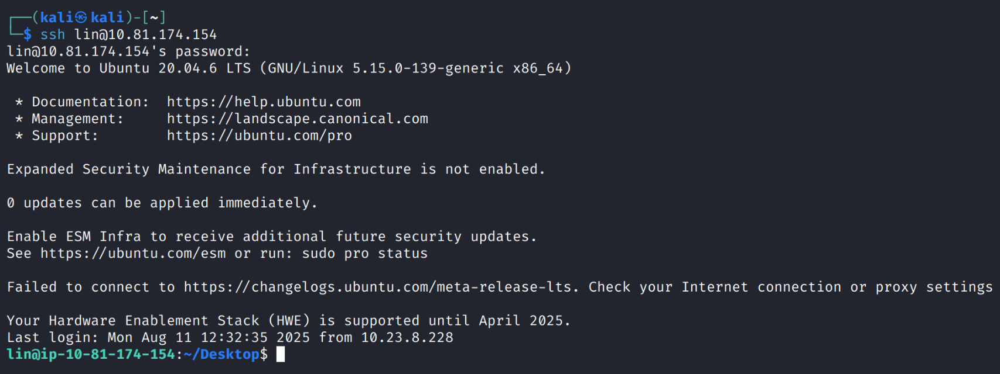 ┌──(kali㉿kali)-[~]
└─$ ssh lin@10.81.174.154
lin@10.81.174.154's password:
Welcome to Ubuntu 20.04.6 LTS (GNU/Linux 5.15.0-139-generic x86_64)

 * Documentation:  https://help.ubuntu.com
 * Management:     https://landscape.canonical.com
 * Support:        https://ubuntu.com/pro

Expanded Security Maintenance for Infrastructure is not enabled.

0 updates can be applied immediately.

Enable ESM Infra to receive additional future security updates.
See https://ubuntu.com/esm or run: sudo pro status

Failed to connect to https://changelogs.ubuntu.com/meta-release-lts. Check your Internet connection or proxy settings

Your Hardware Enablement Stack (HWE) is supported until April 2025.
Last login: Mon Aug 11 12:32:35 2025 from 10.23.8.228
lin@ip-10-81-174-154:~/Desktop$